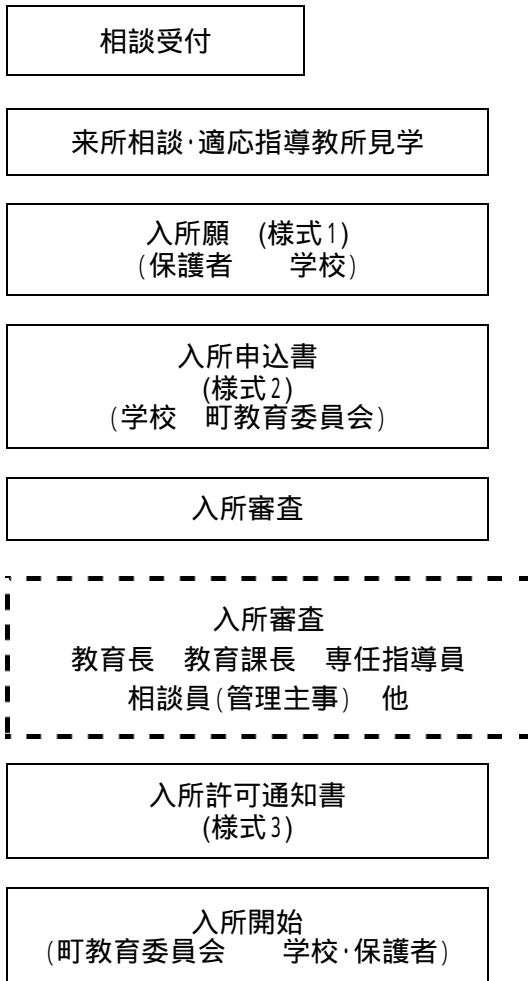 相談受付
来所相談･適応指導教所見学
入所願　(様式1)
(保護者　　学校)
入所申込書
(様式2)
(学校　町教育委員会)
入所審査
入所審査
教育長　教育課長　専任指導員
相談員(管理主事)　他
入所許可通知書
(様式3)
入所開始
(町教育委員会　　学校･保護者)